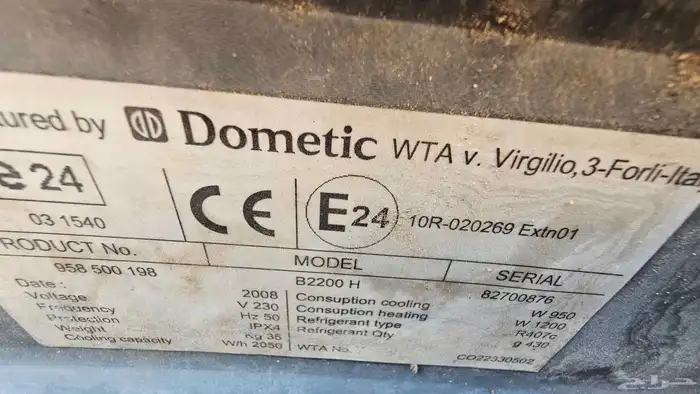 ured by Dometic WTA v. Virgilio, 3-Forlì-Ita
e24
03 1540
CE
E24
10R-020269 Extn01
PRODUCT No.
MODEL
SERIAL
958 500 198
B2200 H
82700876
Date : 2008
Voltage V 230
Frequency Hz 50
Protection IPX4
Weight Kg 35
Cooling capacity W/h 2050
Consuption cooling W 950
Consuption heating W 1200
Refrigerant type R407c
Refrigerant Qty g 430
WTA No. CO22330502
حراج